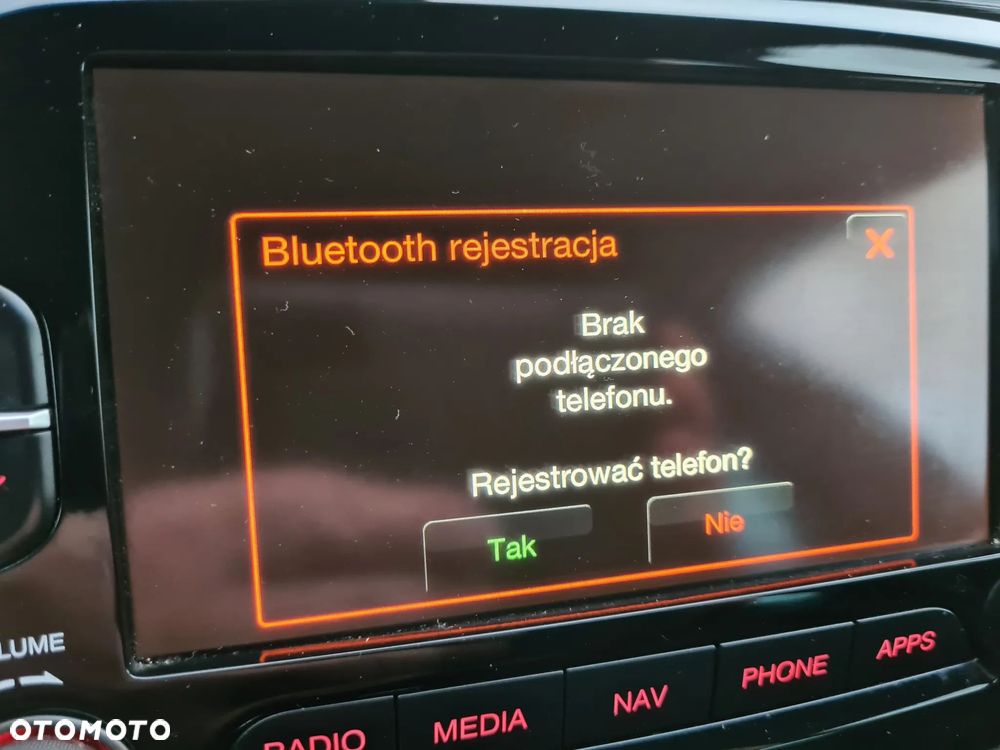 Bluetooth rejestracja
X
Brak
podłączonego
telefonu.
Rejestrować telefon?
Tak
Nie
LUME
RADIO
MEDIA
NAV
PHONE
APPS
OTOMOTO